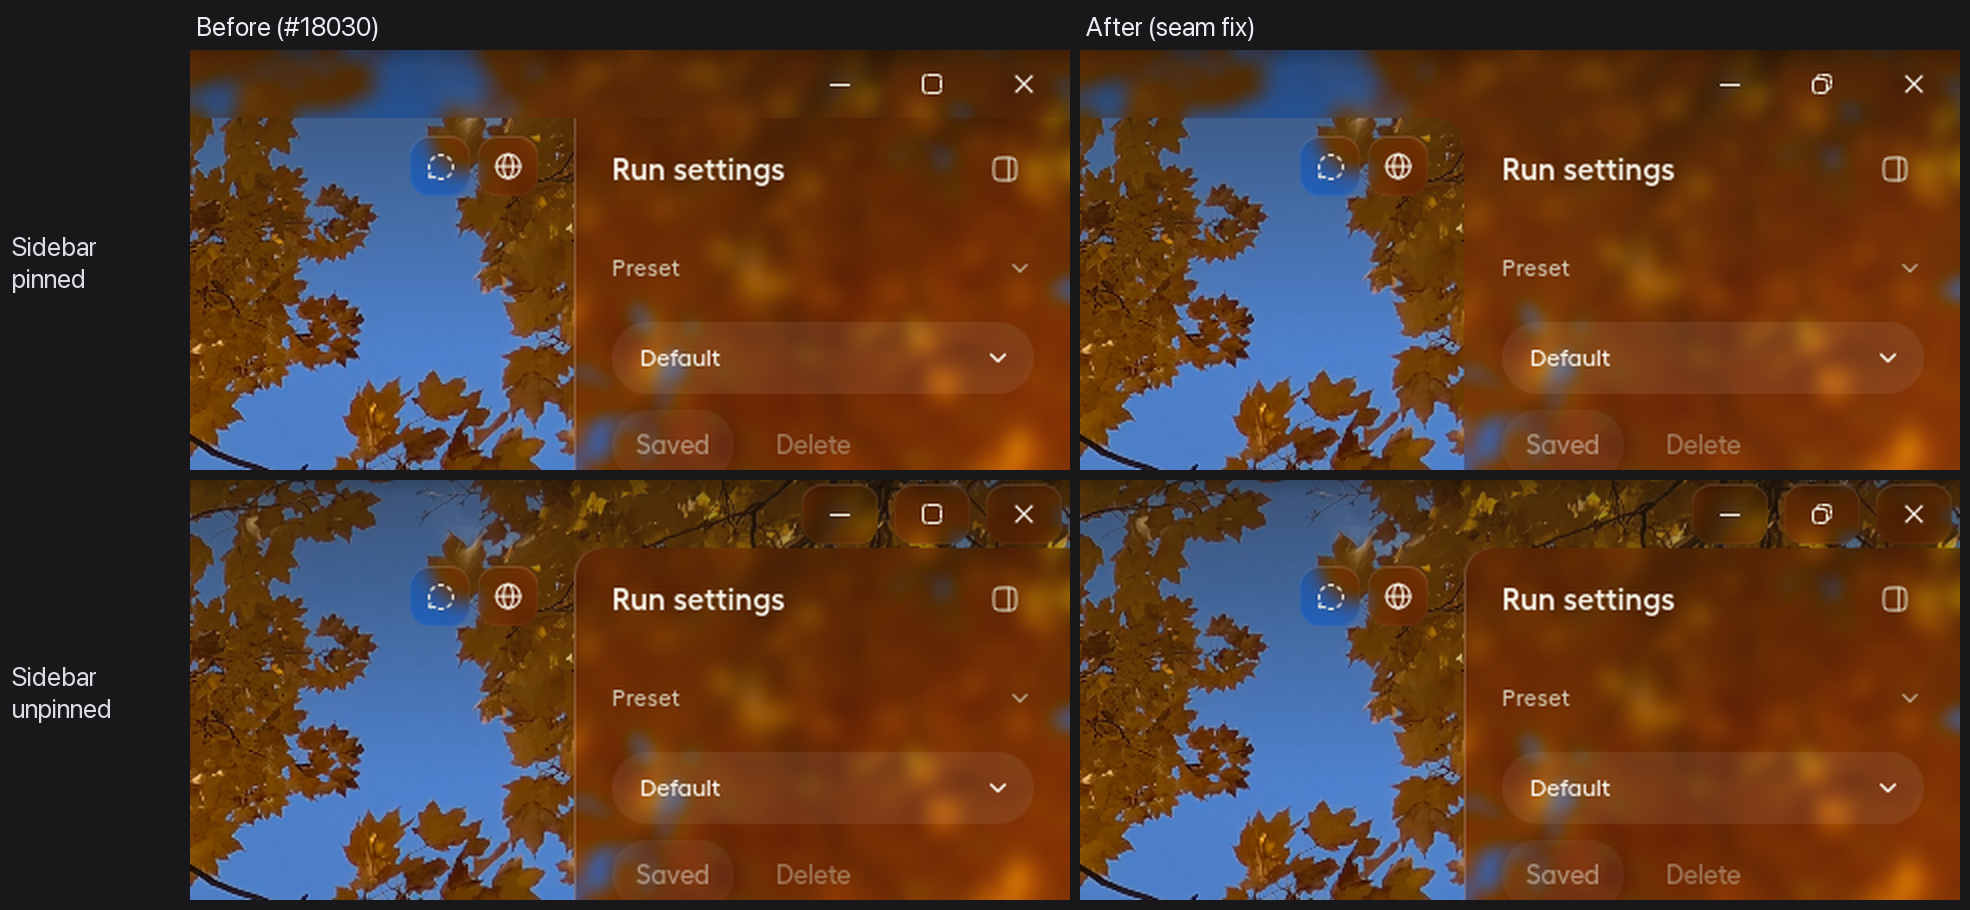 Before (#18030)
After (seam fix)
Sidebar
pinned
Run settings
Preset
Default
Saved Delete
Run settings
Preset
Default
Saved Delete
Sidebar
unpinned
Run settings
Preset
Default
Saved Delete
Run settings
Preset
Default
Saved Delete